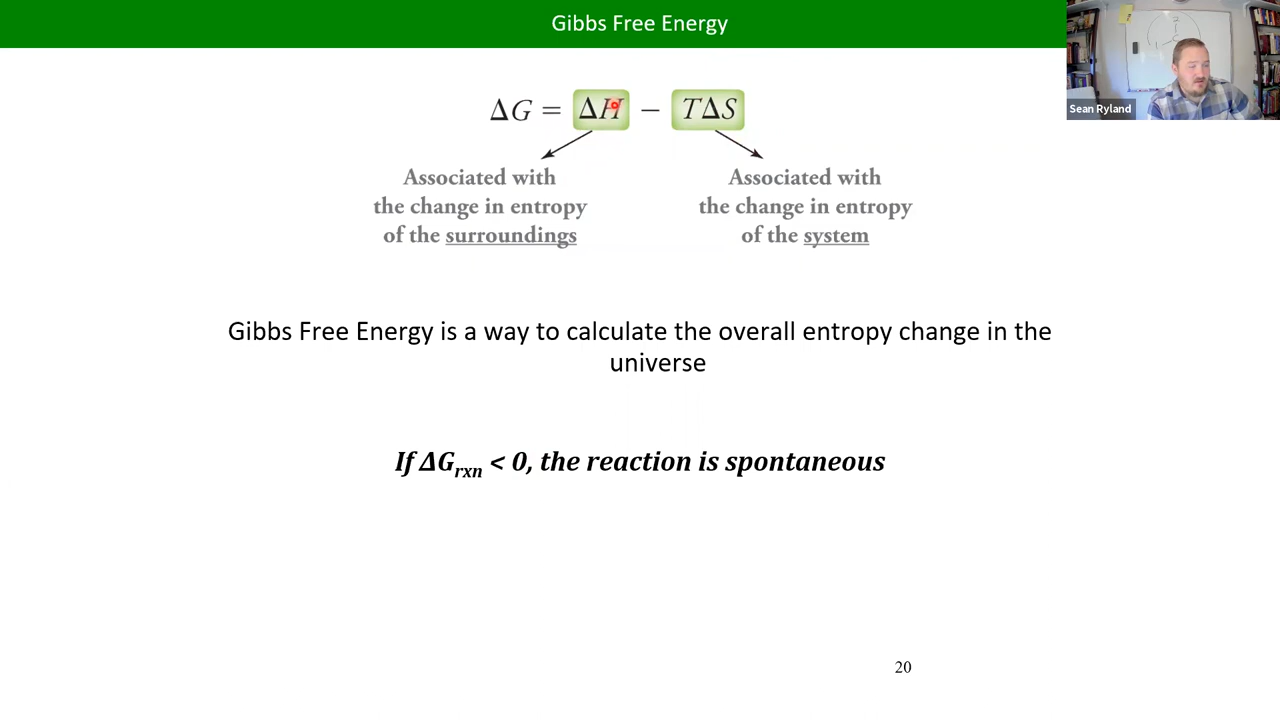 Gibbs Free Energy
Sean Ryland
ΔG = ΔH − TΔS
Associated with
the change in entropy
of the surroundings
Associated with
the change in entropy
of the system
Gibbs Free Energy is a way to calculate the overall entropy change in the
universe
If ΔGrxn < 0, the reaction is spontaneous
20